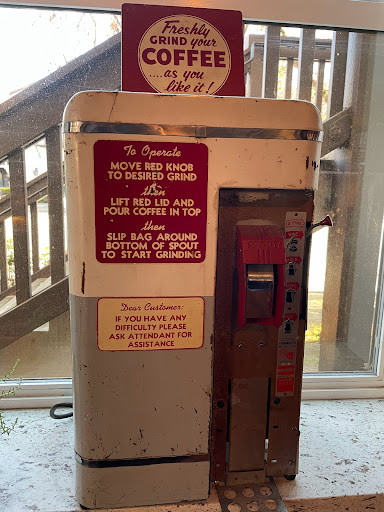 Freshly
GRIND your
COFFEE
....as you
like it!
To Operate
MOVE RED KNOB
TO DESIRED GRIND
then
LIFT RED LID AND
POUR COFFEE IN TOP
then
SLIP BAG AROUND
BOTTOM OF SPOUT
TO START GRINDING
Dear Customer:
IF YOU HAVE ANY
DIFFICULTY PLEASE
ASK ATTENDANT FOR
ASSISTANCE